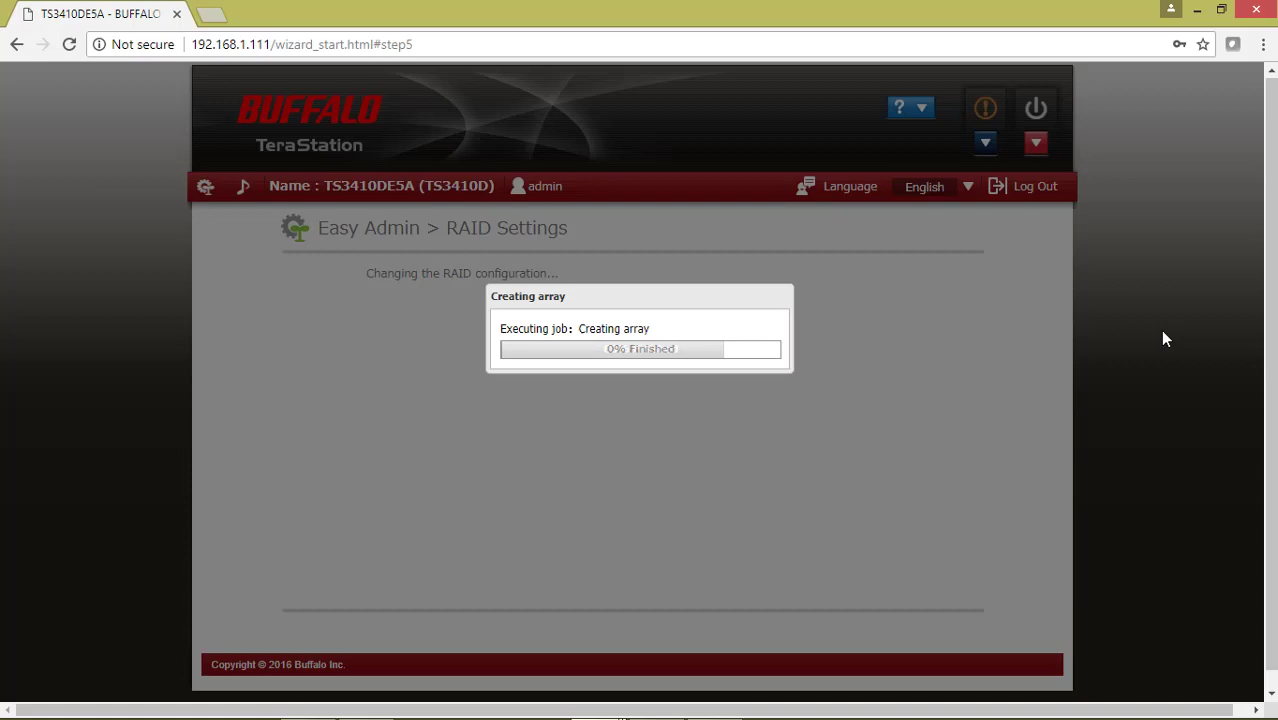 TS3410DE5A - BUFFALO
Not secure 192.168.1.111/wizard_start.html#step5
BUFFALO
TeraStation
?
Name : TS3410DE5A (TS3410D) admin Language English Log Out
Easy Admin > RAID Settings
Changing the RAID configuration...
Creating array
Executing job: Creating array
0% Finished
Copyright © 2016 Buffalo Inc.